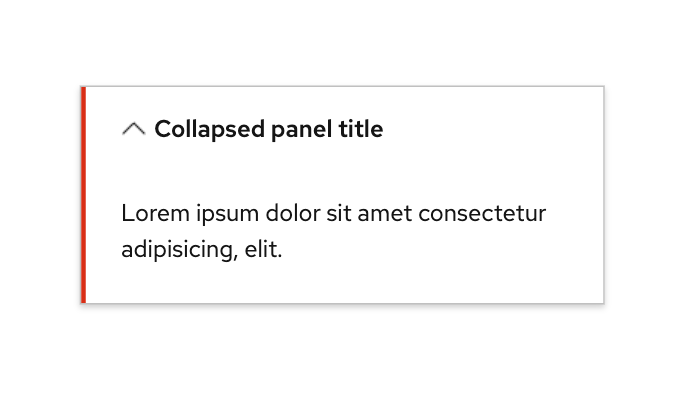 Collapsed panel title
Lorem ipsum dolor sit amet consectetur
adipisicing, elit.